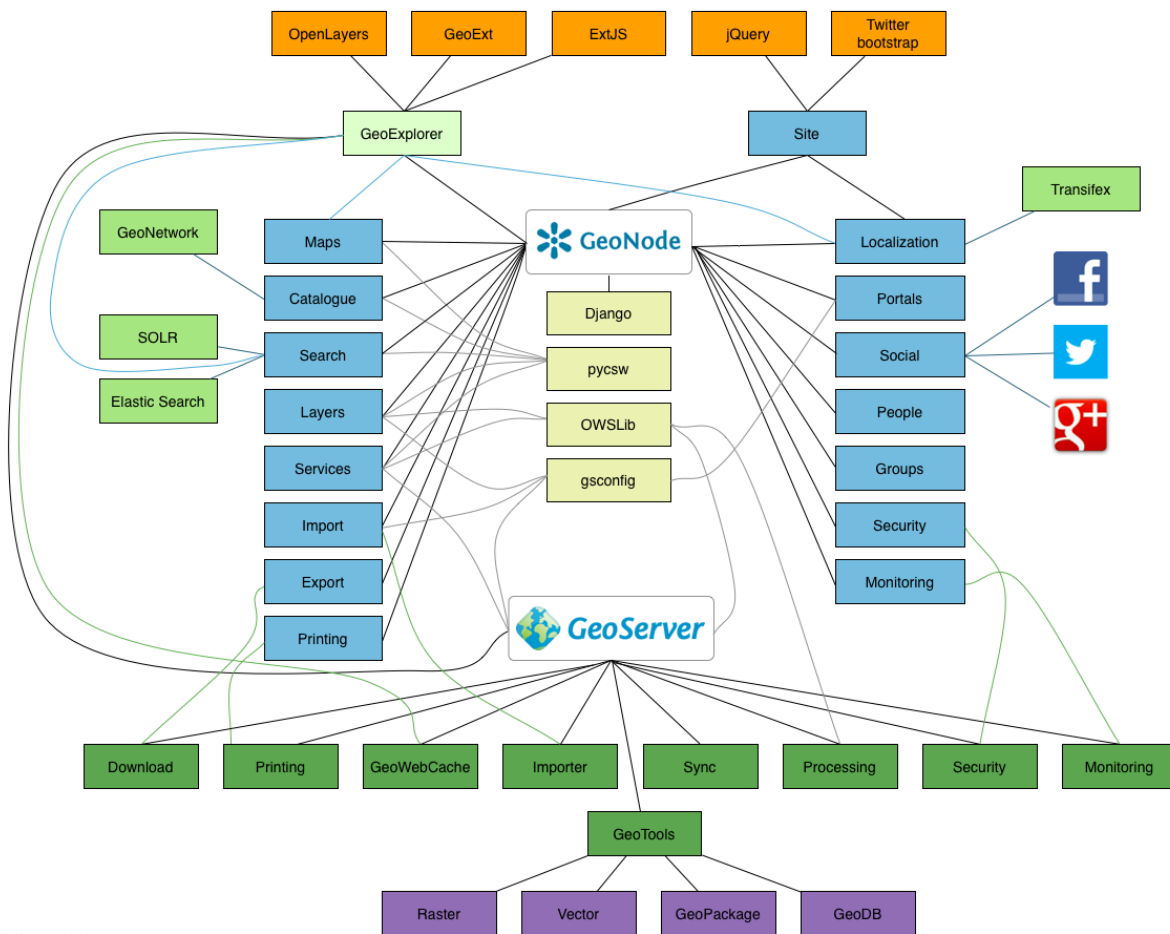 OpenLayers
GeoExt
ExtJS
jQuery
Twitter
bootstrap
GeoExplorer
Site
Transifex
GeoNetwork
Maps
GeoNode
Localization
Catalogue
Django
Portals
SOLR
Search
pycsw
Social
Elastic Search
Layers
OWSLib
People
g+
Services
gsconfig
Groups
Import
Security
Export
Monitoring
Printing
GeoServer
Download
Printing
GeoWebCache
Importer
Sync
Processing
Security
Monitoring
GeoTools
Raster
Vector
GeoPackage
GeoDB